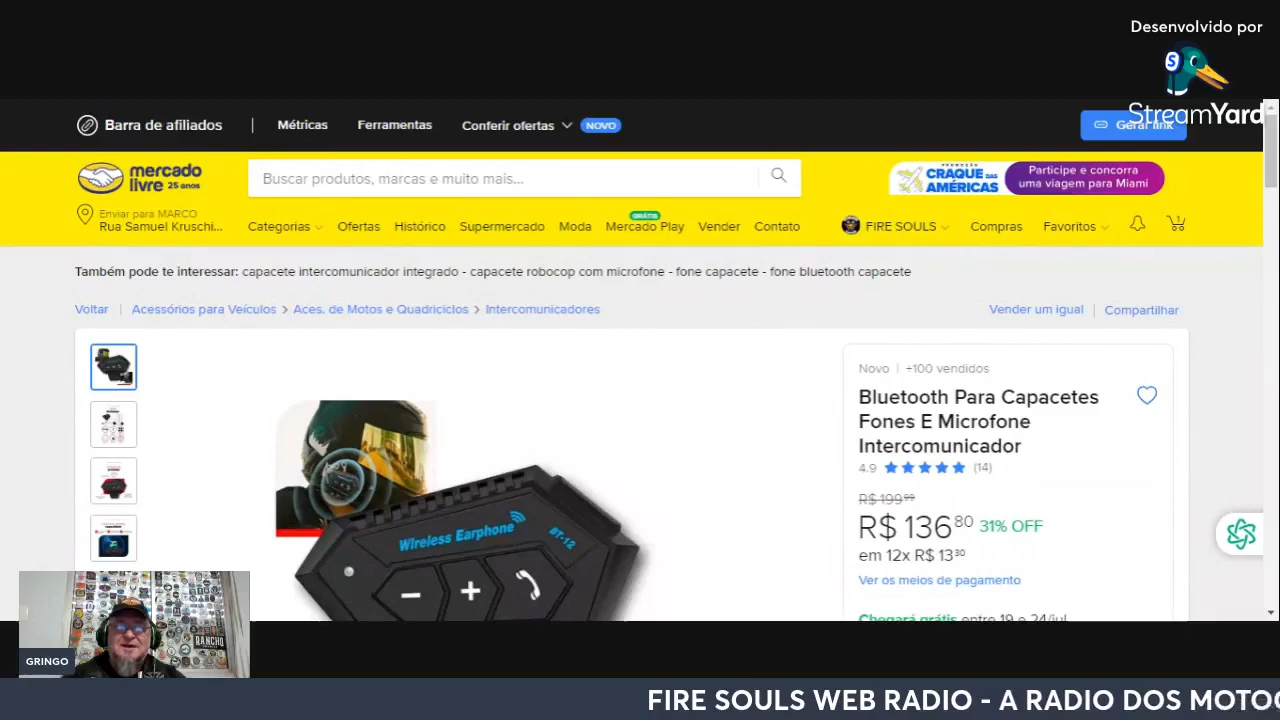 Desenvolvido por
S
StreamYard
Barra de afiliados
Métricas
Ferramentas
Conferir ofertas
NOVO
Gerar link
mercado
livre 25 anos
Buscar produtos, marcas e muito mais...
PROMOÇÃO
CRAQUE DAS
AMÉRICAS
Participe e concorra
uma viagem para Miami
Enviar para MARCO
Rua Samuel Kruschi...
GRÁTIS
Categorias Ofertas Histórico Supermercado Moda Mercado Play Vender Contato
FIRE SOULS Compras Favoritos 1
Também pode te interessar: capacete intercomunicador integrado - capacete robocop com microfone - fone capacete - fone bluetooth capacete
Voltar | Acessórios para Veículos > Aces. de Motos e Quadriciclos > Intercomunicadores
Vender um igual | Compartilhar
Novo | +100 vendidos
Bluetooth Para Capacetes
Fones E Microfone
Intercomunicador
4.9 (14)
R$ 199 99
R$ 136 80 31% OFF
em 12x R$ 13 30
Ver os meios de pagamento
Chegará grátis entre 19 e 24/jul
Wireless Earphone
BT-12
RANCHO
GRINGO
FIRE SOULS WEB RADIO - A RADIO DOS MOTOC